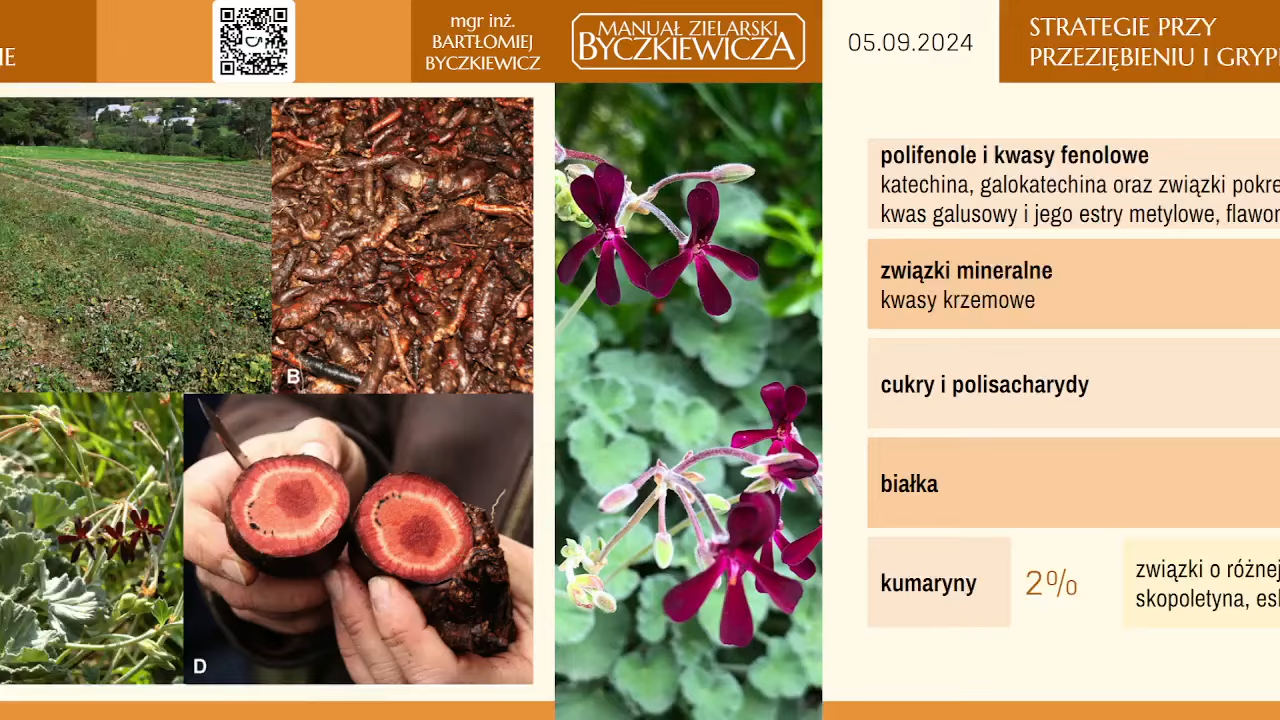 IE
mgr inż.
BARTŁOMIEJ
BYCZKIEWICZ
MANUAŁ ZIELARSKI
BYCZKIEWICZA
05.09.2024
STRATEGIE PRZY
PRZEZIĘBIENIU I GRYPI
B
D
polifenole i kwasy fenolowe
katechina, galokatechina oraz związki pokre
kwas galusowy i jego estry metylowe, flawon
związki mineralne
kwasy krzemowe
cukry i polisacharydy
białka
kumaryny
2%
związki o różnej
skopoletyna, esk